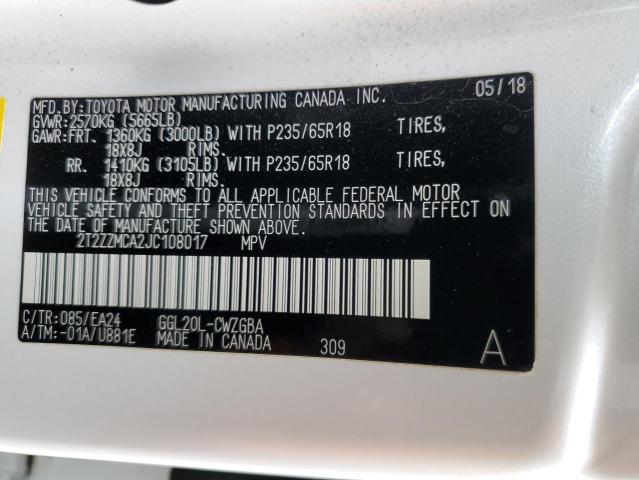 MFD.BY:TOYOTA MOTOR MANUFACTURING CANADA INC. 05/18
GVWR:2570KG (5665LB)
GAWR:FRT. 1360KG (3000LB) WITH P235/65R18 TIRES,
18X8J RIMS.
RR. 1410KG (3105LB) WITH P235/65R18 TIRES,
18X8J RIMS.
THIS VEHICLE CONFORMS TO ALL APPLICABLE FEDERAL MOTOR
VEHICLE SAFETY AND THEFT PREVENTION STANDARDS IN EFFECT
ON THE DATE OF MANUFACTURE SHOWN ABOVE.
2T2ZZMCA2JC108017 MPV
C/TR:085/EA24 GGL20L-CWZGBA
A/TM:-01A/U881E MADE IN CANADA 309 A